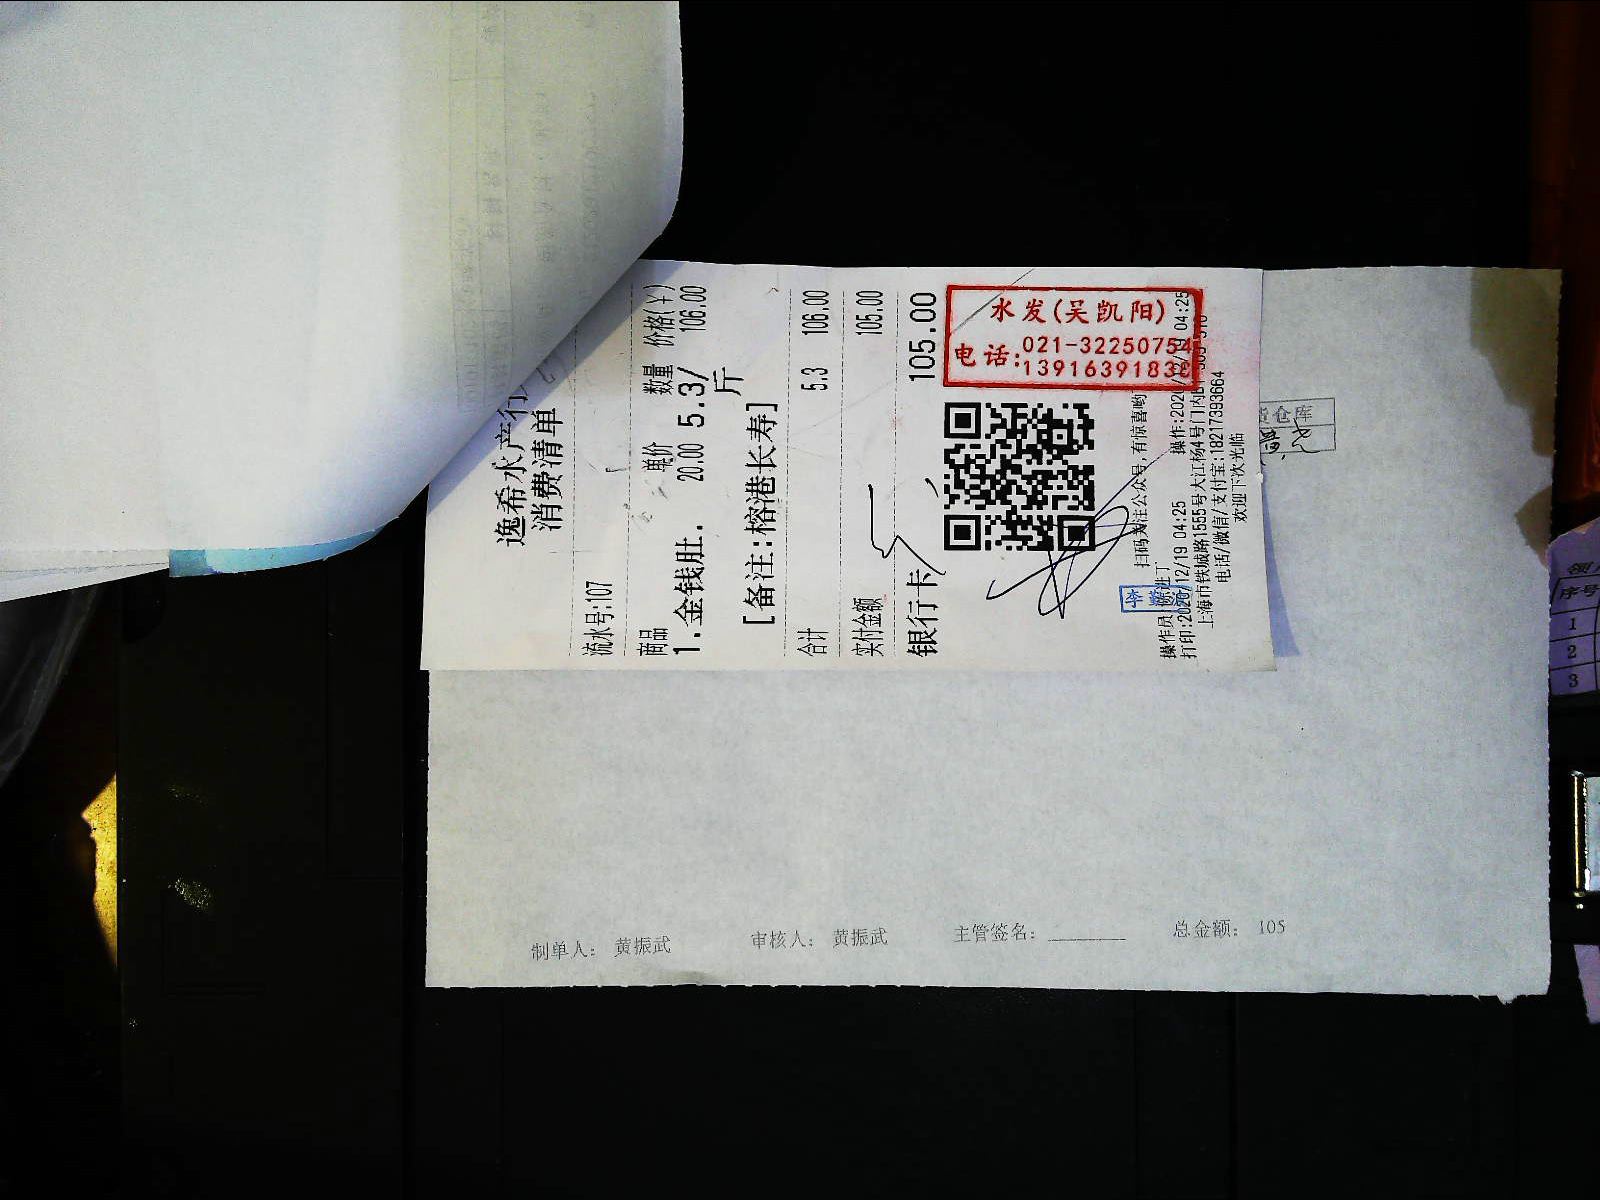 逸希水产行
消费清单
流水号:107
商品 单价 数量 价格(¥)
1.金钱肚. 20.00 5.3/斤 106.00
[备注:榕港长寿]
合计 5.3 106.00
实付金额 105.00
银行卡 105.00
水发(吴凯阳)
电话:021-32250754
1391639183
扫码关注公众号,有惊喜哟
操作员
打印:2020/12/19 04:25 操作:2020/12/19 04:25
上海市铁城路1555号大江杨4号门内
电话/微信/支付宝:18217393664
欢迎下次光临
制单人: 黄振武 审核人: 黄振武 主管签名: 总金额: 105
序号
1
2
3